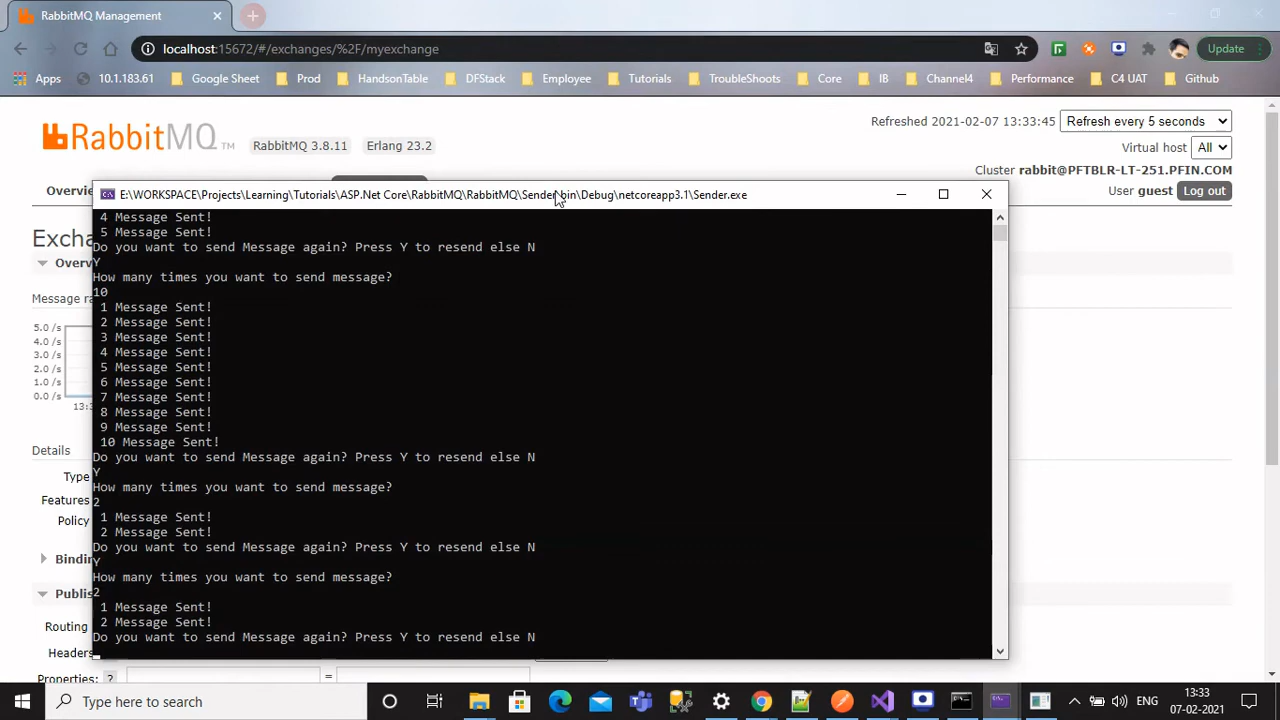 RabbitMQ Management
localhost:15672/#/exchanges/%2F/myexchange
Update
Apps
10.1.183.61
Google Sheet
Prod
HandsonTable
DFStack
Employee
Tutorials
TroubleShoots
Core
IB
Channel4
Performance
C4 UAT
Github
RabbitMQ TM
RabbitMQ 3.8.11
Erlang 23.2
Refreshed 2021-02-07 13:33:45
Refresh every 5 seconds
Virtual host
All
Cluster rabbit@PFTBLR-LT-251.PFIN.COM
User guest
Log out
Overvie
Exchan
Overv
Message ra
5.0 /s
4.0 /s
3.0 /s
2.0 /s
1.0 /s
0.0 /s
13:3
Details
Type
Features
Policy
Bindin
Publis
Routing
Headers
Properties:
?
=
E:\WORKSPACE\Projects\Learning\Tutorials\ASP.Net Core\RabbitMQ\RabbitMQ\Sender\bin\Debug\netcoreapp3.1\Sender.exe
4 Message Sent!
5 Message Sent!
Do you want to send Message again? Press Y to resend else N
Y
How many times you want to send message?
10
1 Message Sent!
2 Message Sent!
3 Message Sent!
4 Message Sent!
5 Message Sent!
6 Message Sent!
7 Message Sent!
8 Message Sent!
9 Message Sent!
10 Message Sent!
Do you want to send Message again? Press Y to resend else N
Y
How many times you want to send message?
2
1 Message Sent!
2 Message Sent!
Do you want to send Message again? Press Y to resend else N
Y
How many times you want to send message?
2
1 Message Sent!
2 Message Sent!
Do you want to send Message again? Press Y to resend else N
Type here to search
ENG
13:33
07-02-2021